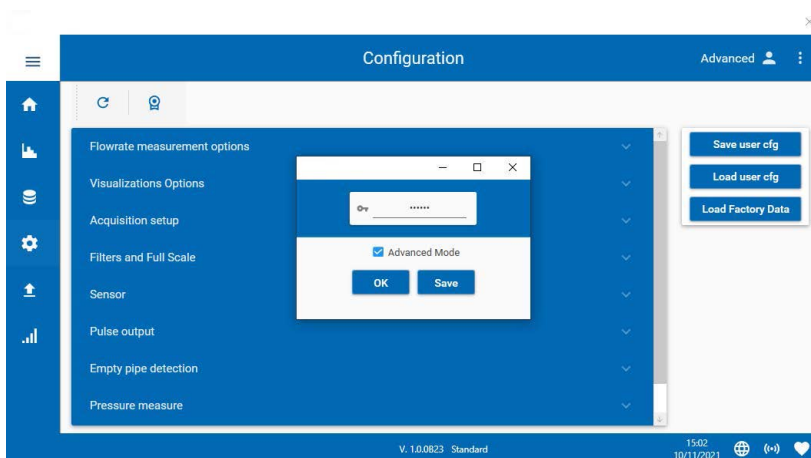 Configuration
Advanced
Flowrate measurement options
Visualizations Options
Acquisition setup
Filters and Full Scale
Sensor
Pulse output
Empty pipe detection
Pressure measure
••••••
Advanced Mode
OK Save
Save user cfg
Load user cfg
Load Factory Data
V. 1.0.0823 Standard
15:02
10/11/2021